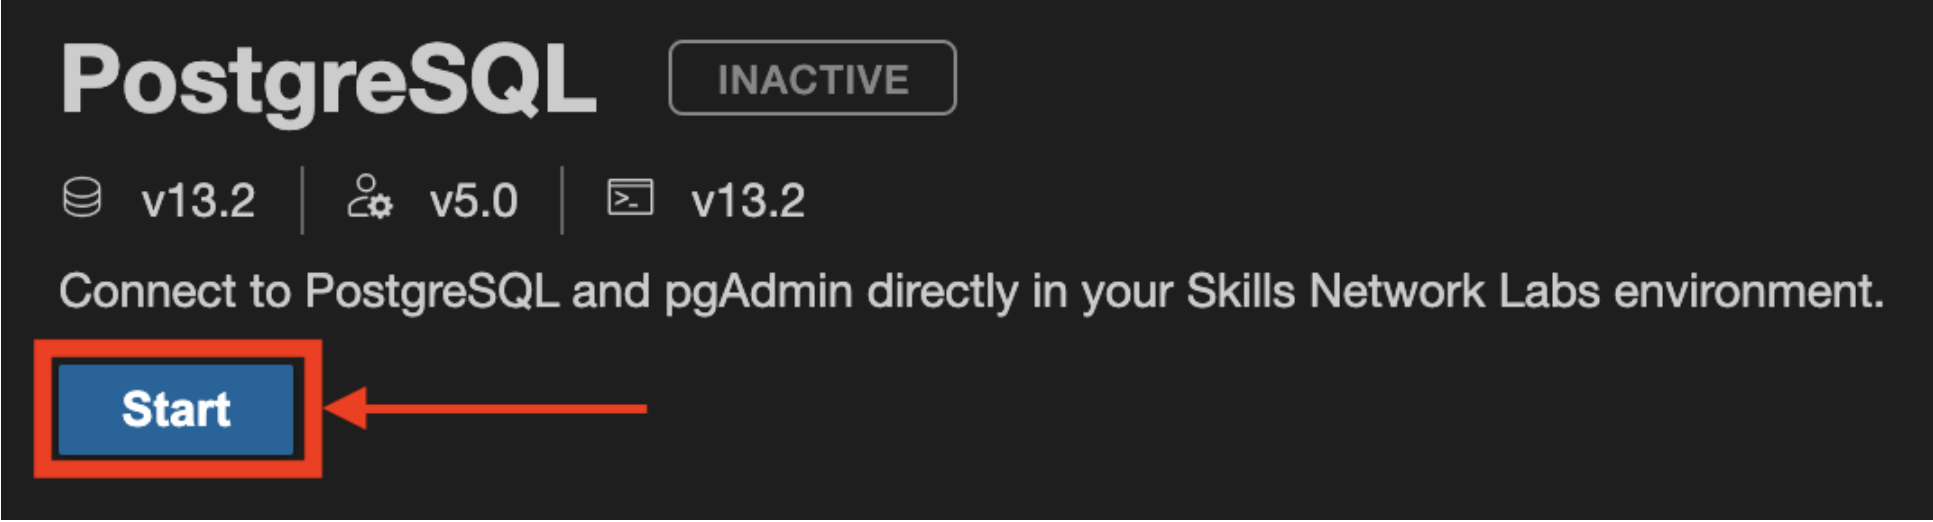 PostgreSQL INACTIVE
v13.2 v5.0 v13.2
Connect to PostgreSQL and pgAdmin directly in your Skills Network Labs environment.
Start